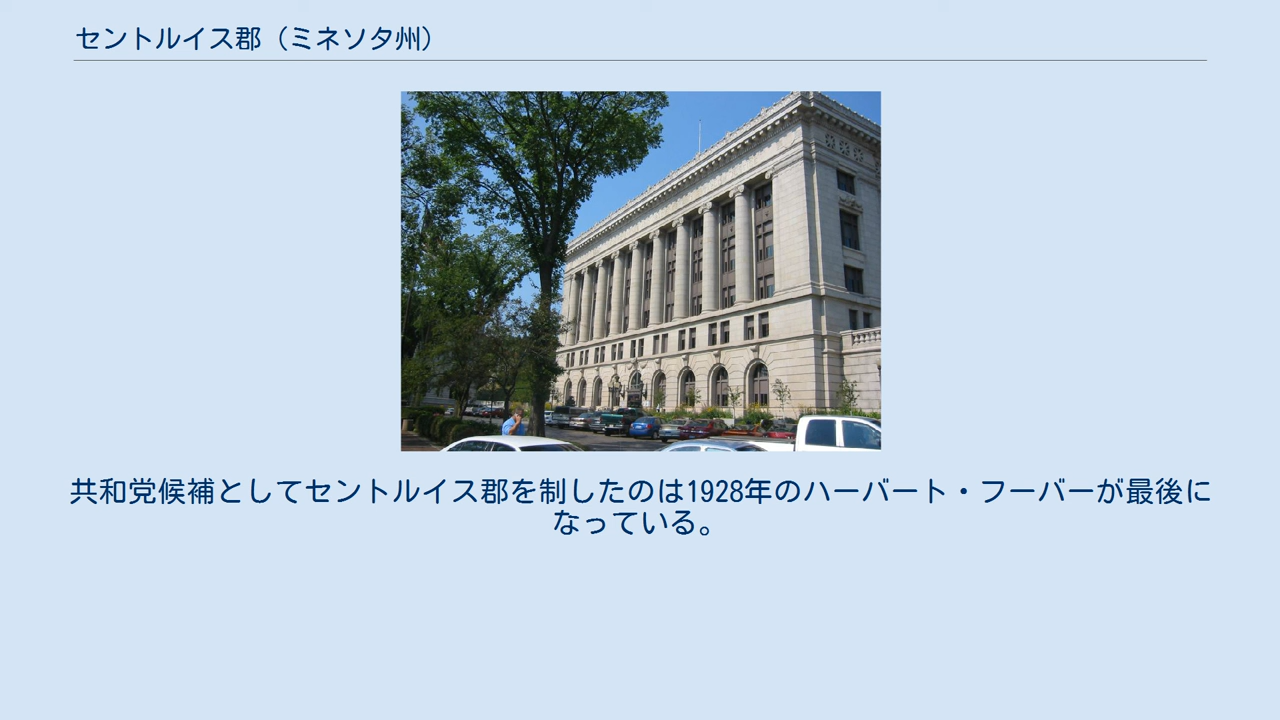 セントルイス郡（ミネソタ州）
共和党候補としてセントルイス郡を制したのは1928年のハーバート・フーバーが最後に
なっている。